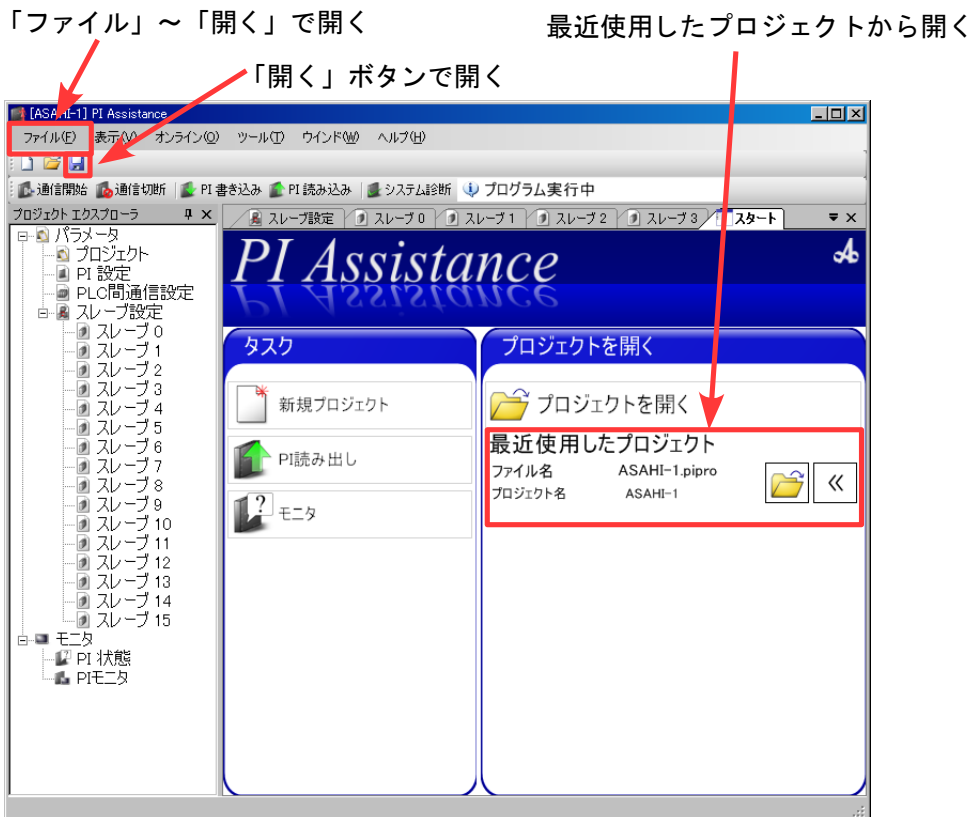 「ファイル」～「開く」で開く
最近使用したプロジェクトから開く
「開く」ボタンで開く
[ASAHI-1] PI Assistance
ファイル(F) 表示(V) オンライン(O) ツール(T) ウインド(W) ヘルプ(H)
通信開始 通信切断 PI 書き込み PI 読み込み システム診断 プログラム実行中
プロジェクト エクスプローラ
スレーブ設定 スレーブ 0 スレーブ 1 スレーブ 2 スレーブ 3 スタート
パラメータ
プロジェクト
PI 設定
PLC間通信設定
スレーブ設定
スレーブ 0
スレーブ 1
スレーブ 2
スレーブ 3
スレーブ 4
スレーブ 5
スレーブ 6
スレーブ 7
スレーブ 8
スレーブ 9
スレーブ 10
スレーブ 11
スレーブ 12
スレーブ 13
スレーブ 14
スレーブ 15
モニタ
PI 状態
PIモニタ
PI Assistance
タスク
新規プロジェクト
PI読み出し
モニタ
プロジェクトを開く
プロジェクトを開く
最近使用したプロジェクト
ファイル名 ASAHI-1.pipro
プロジェクト名 ASAHI-1